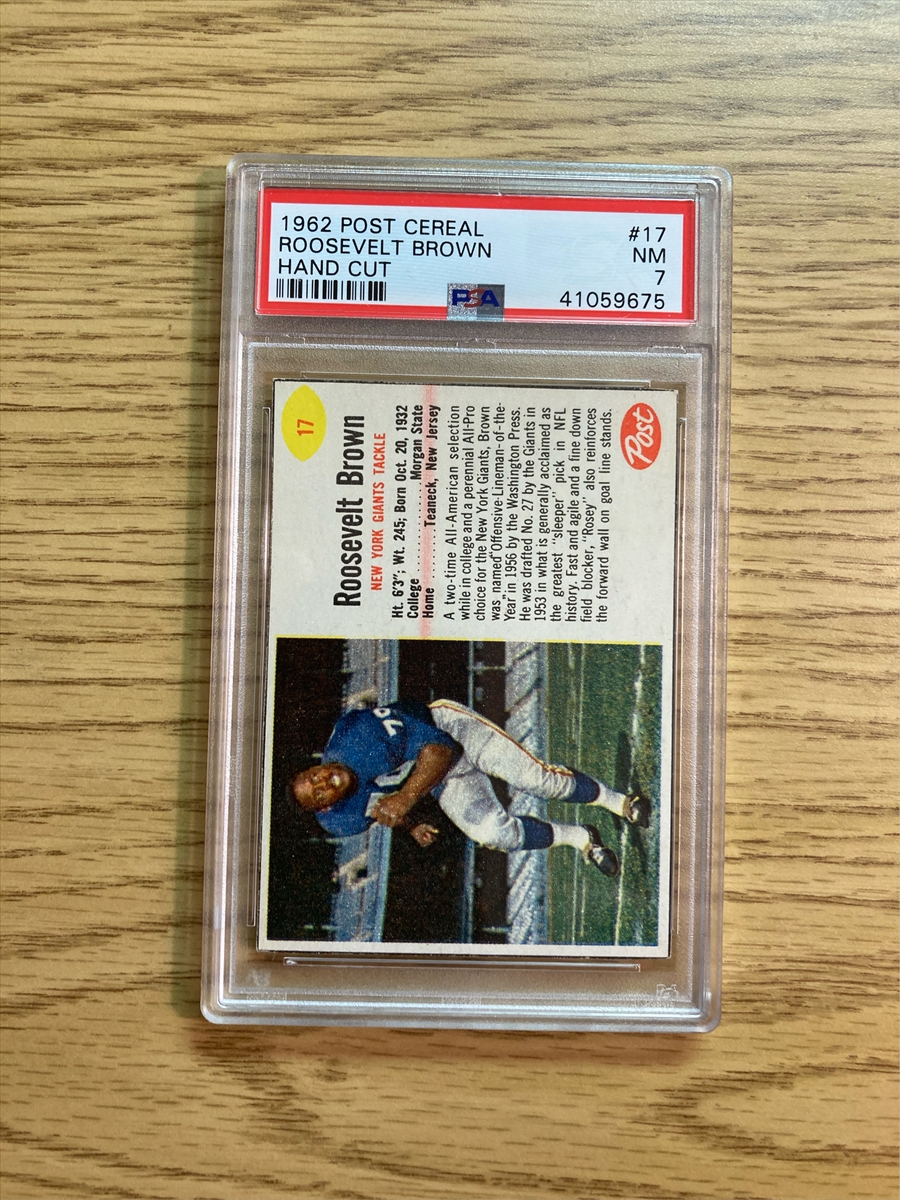 1962 POST CEREAL
ROOSEVELT BROWN
HAND CUT
#17
NM
7
41059675
PSA
17
Roosevelt Brown
NEW YORK GIANTS TACKLE
Ht. 6'3"; Wt. 245; Born Oct. 20, 1932
College ............ Morgan State
Home ........ Teaneck, New Jersey
A two-time All-American selection
while in college and a perennial All-Pro
choice for the New York Giants, Brown
was named "Offensive-Lineman-of-the-
Year" in 1956 by the Washington Press.
He was drafted No. 27 by the Giants in
1953 in what is generally acclaimed as
the greatest "sleeper" pick in NFL
history. Fast and agile and a fine down
field blocker, "Rosey" also reinforces
the forward wall on goal line stands.
Post